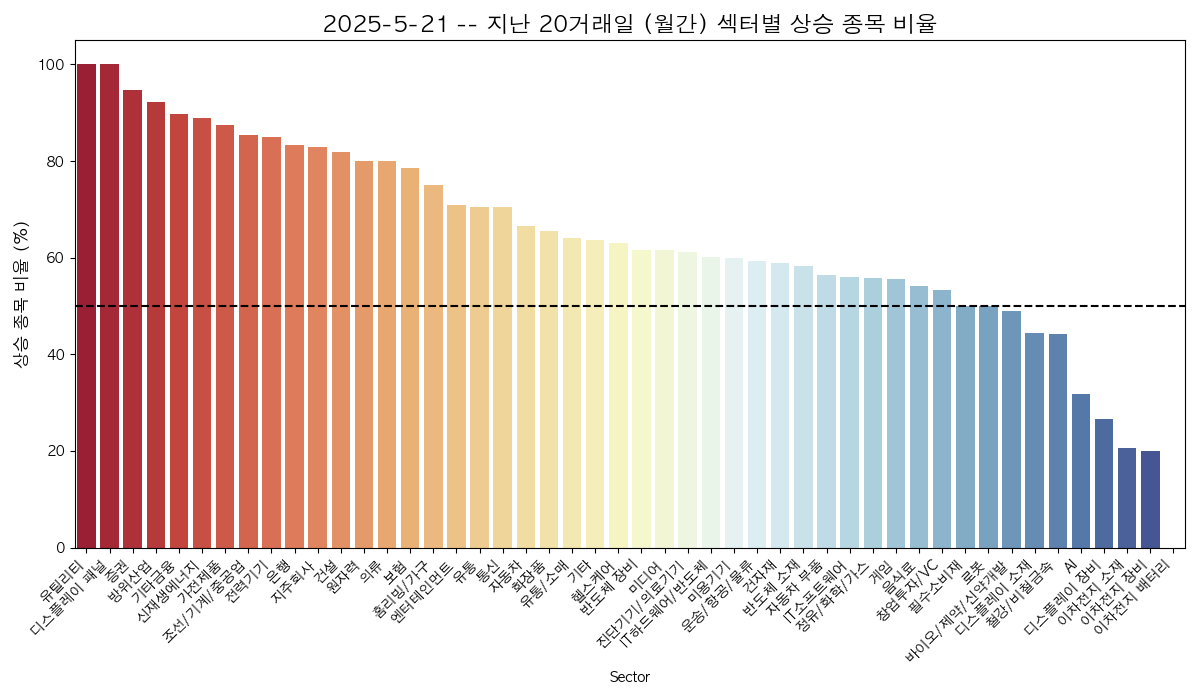 2025-5-21 -- 지난 20거래일 (월간) 섹터별 상승 종목 비율
상승 종목 비율 (%)
100
80
60
40
20
0
유틸리티
디스플레이 패널
증권
방위산업
기타금융
신재생에너지
가전제품
조선/기계/중공업
전력기기
은행
지주회사
건설
원자력
의류
보험
홈리빙/가구
엔터테인먼트
유통
통신
자동차
화장품
유통/소매
기타
헬스케어
반도체 장비
미디어
진단기기/의료기기
IT하드웨어/반도체
미용기기
운송/항공/물류
건자재
반도체 소재
자동차 부품
IT소프트웨어
정유/화학/가스
게임
음식료
창업투자/VC
필수소비재
로봇
바이오/제약/신약개발
디스플레이 소재
철강/비철금속
AI
디스플레이 장비
이차전지 소재
이차전지 장비
이차전지 배터리
Sector